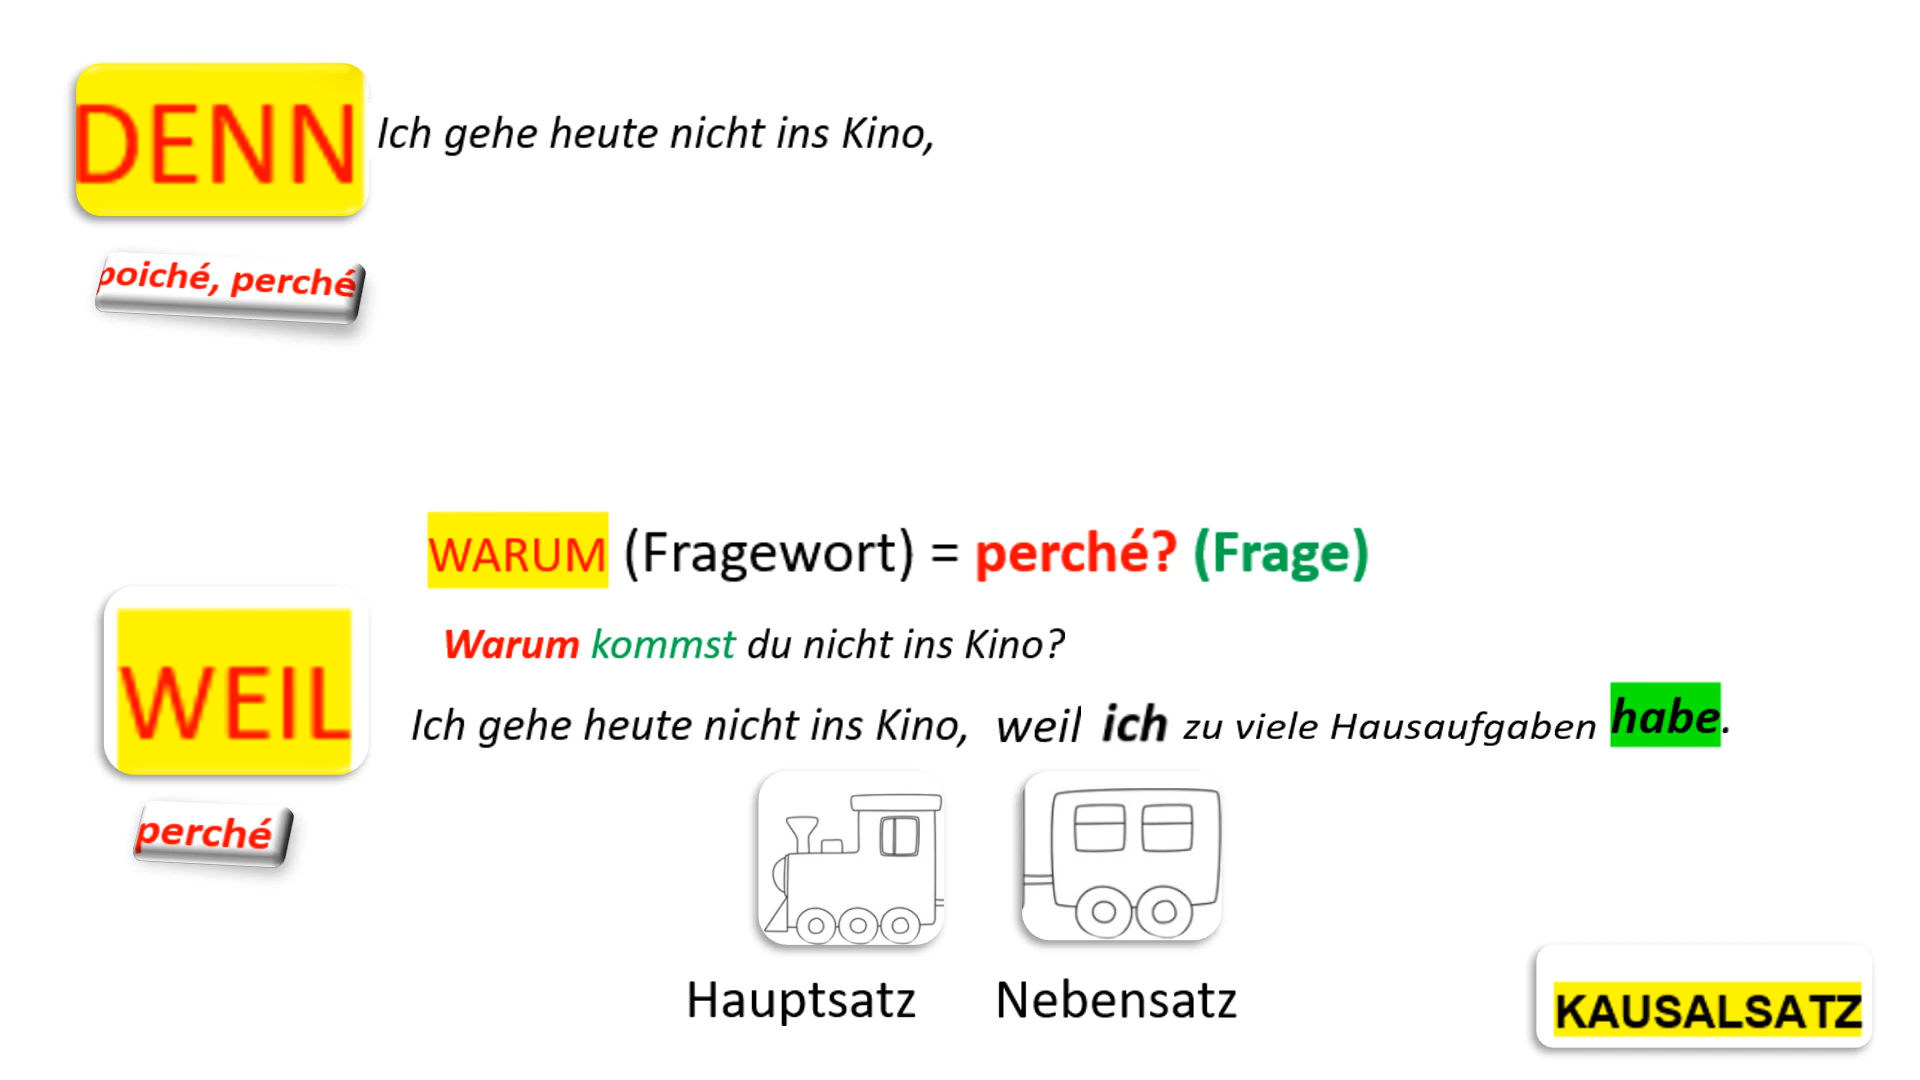 DENN
Ich gehe heute nicht ins Kino,
poiché, perché
WARUM (Fragewort) = perché? (Frage)
Warum kommst du nicht ins Kino?
WEIL
Ich gehe heute nicht ins Kino, weil ich zu viele Hausaufgaben habe.
perché
Hauptsatz Nebensatz
KAUSALSATZ